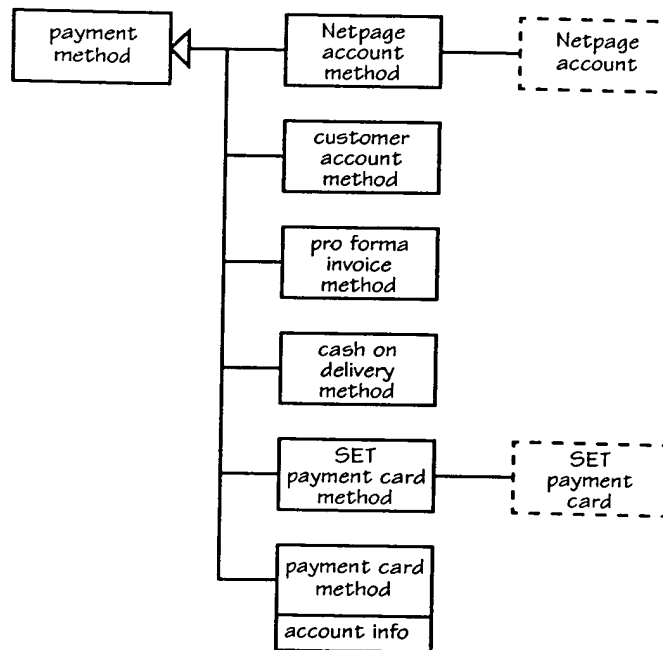 payment
method
Netpage
account
method
Netpage
account
customer
account
method
pro forma
invoice
method
cash on
delivery
method
SET
payment card
method
SET
payment
card
payment card
method
account info